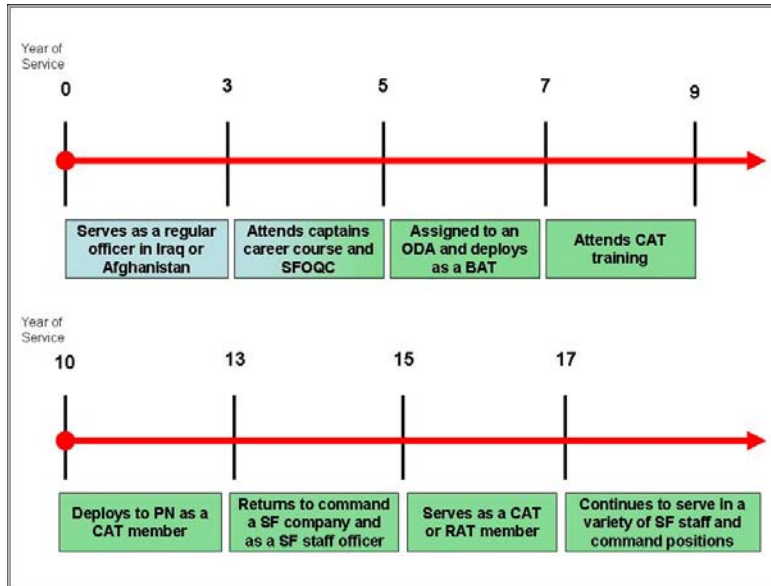 Year of
Service
0 3 5 7 9
Serves as a regular
officer in Iraq or
Afghanistan
Attends captains
career course and
SFOQC
Assigned to an
ODA and deploys
as a BAT
Attends CAT
training
Year of
Service
10 13 15 17
Deploys to PN as a
CAT member
Returns to command
a SF company and
as a SF staff officer
Serves as a CAT
or RAT member
Continues to serve in a
variety of SF staff and
command positions